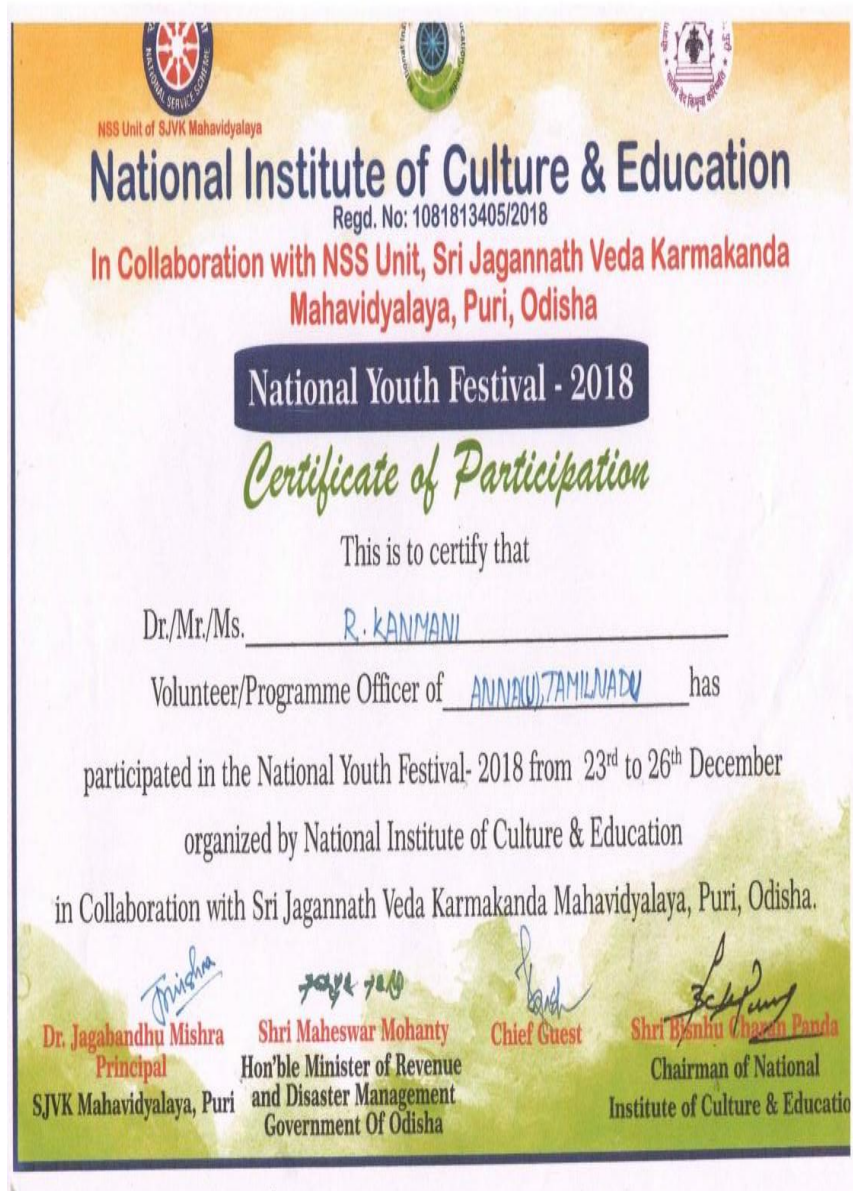 NATIONAL SERVICE SCHEME
NSS Unit of SJVK Mahavidyalaya
National Institute of Culture & Education
Regd. No: 1081813405/2018
In Collaboration with NSS Unit, Sri Jagannath Veda Karmakanda
Mahavidyalaya, Puri, Odisha
National Youth Festival - 2018
Certificate of Participation
This is to certify that
Dr./Mr./Ms. R. KANMANI
Volunteer/Programme Officer of ANNA(U), TAMILNADU has
participated in the National Youth Festival- 2018 from 23rd to 26th December
organized by National Institute of Culture & Education
in Collaboration with Sri Jagannath Veda Karmakanda Mahavidyalaya, Puri, Odisha.
Dr. Jagabandhu Mishra
Principal
SJVK Mahavidyalaya, Puri
Shri Maheswar Mohanty
Hon'ble Minister of Revenue
and Disaster Management
Government Of Odisha
Chief Guest
Shri Bisnhu Charan Panda
Chairman of National
Institute of Culture & Educatio